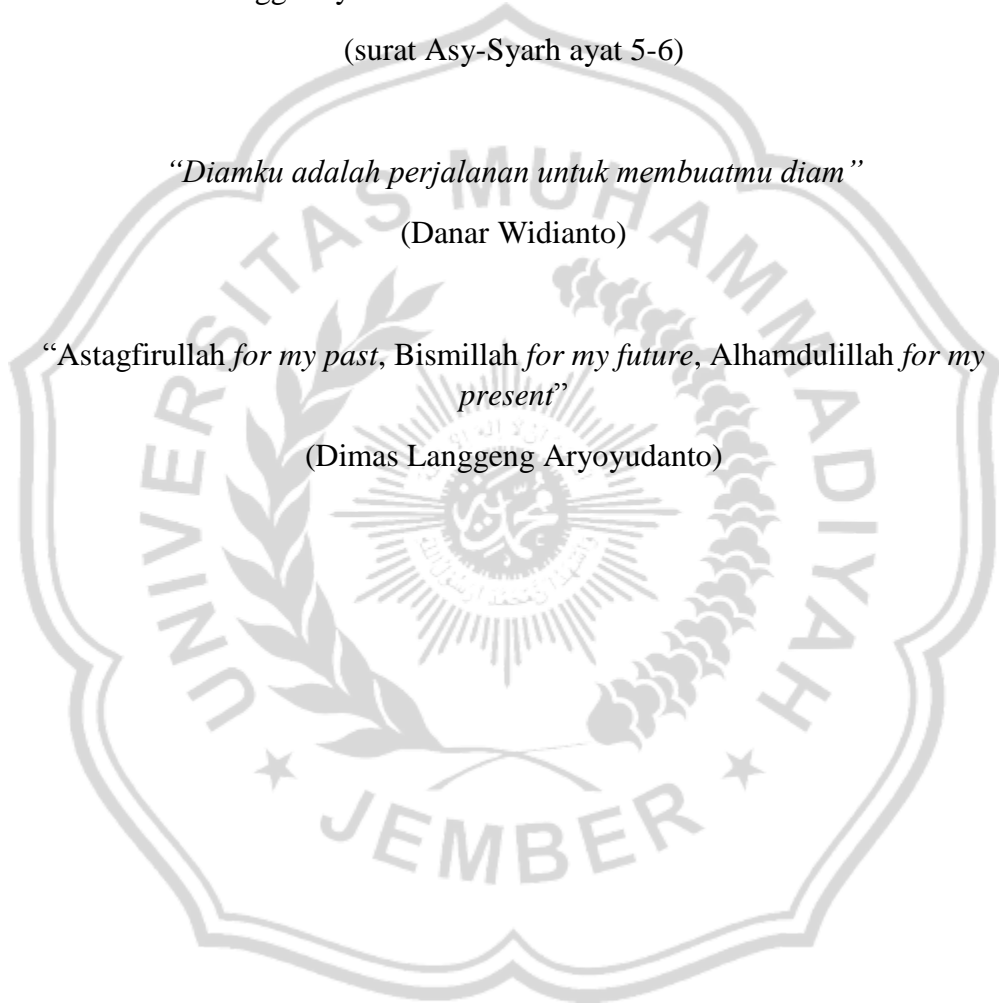 (surat Asy-Syarh ayat 5-6)
“Diamku adalah perjalanan untuk membuatmu diam”
(Danar Widianto)
“Astagfirullah for my past, Bismillah for my future, Alhamdulillah for my
present”
(Dimas Langgeng Aryoyudanto)
UNIVERSITAS MUHAMMADIYAH
JEMBER